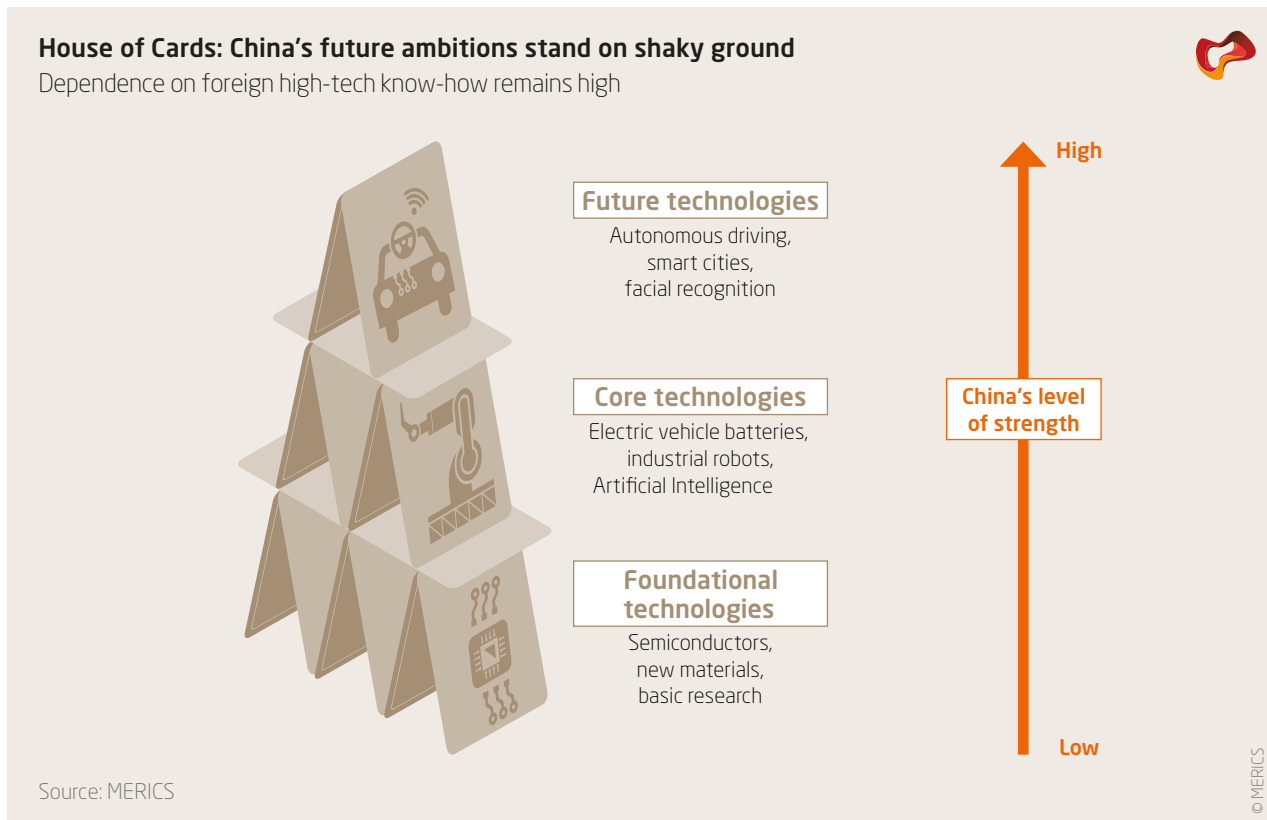 House of Cards: China's future ambitions stand on shaky ground
Dependence on foreign high-tech know-how remains high
High
Future technologies
Autonomous driving,
smart cities,
facial recognition
Core technologies
Electric vehicle batteries,
industrial robots,
Artificial Intelligence
China's level
of strength
Foundational
technologies
Semiconductors,
new materials,
basic research
Low
Source: MERICS
© MERICS